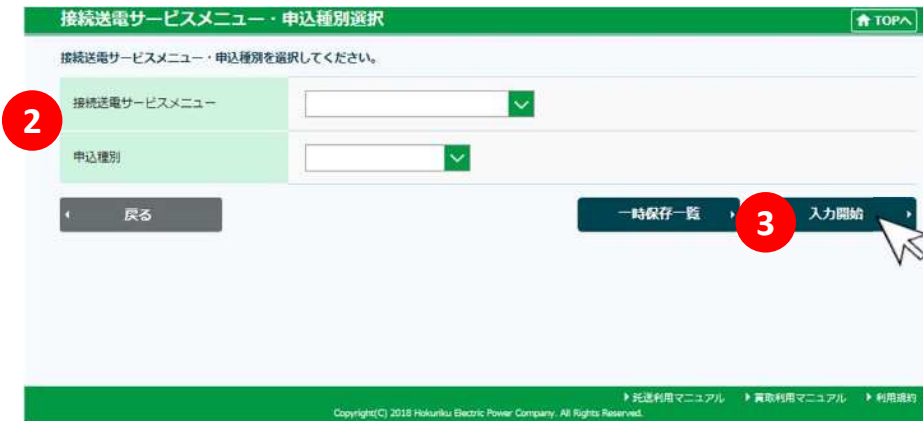 接続送電サービスメニュー・申込種別選択
TOPへ
接続送電サービスメニュー・申込種別を選択してください。
2
接続送電サービスメニュー
申込種別
戻る
一時保存一覧
3
入力開始
託送利用マニュアル
買取利用マニュアル
利用規約
Copyright(C) 2018 Hokuriku Electric Power Company. All Rights Reserved.